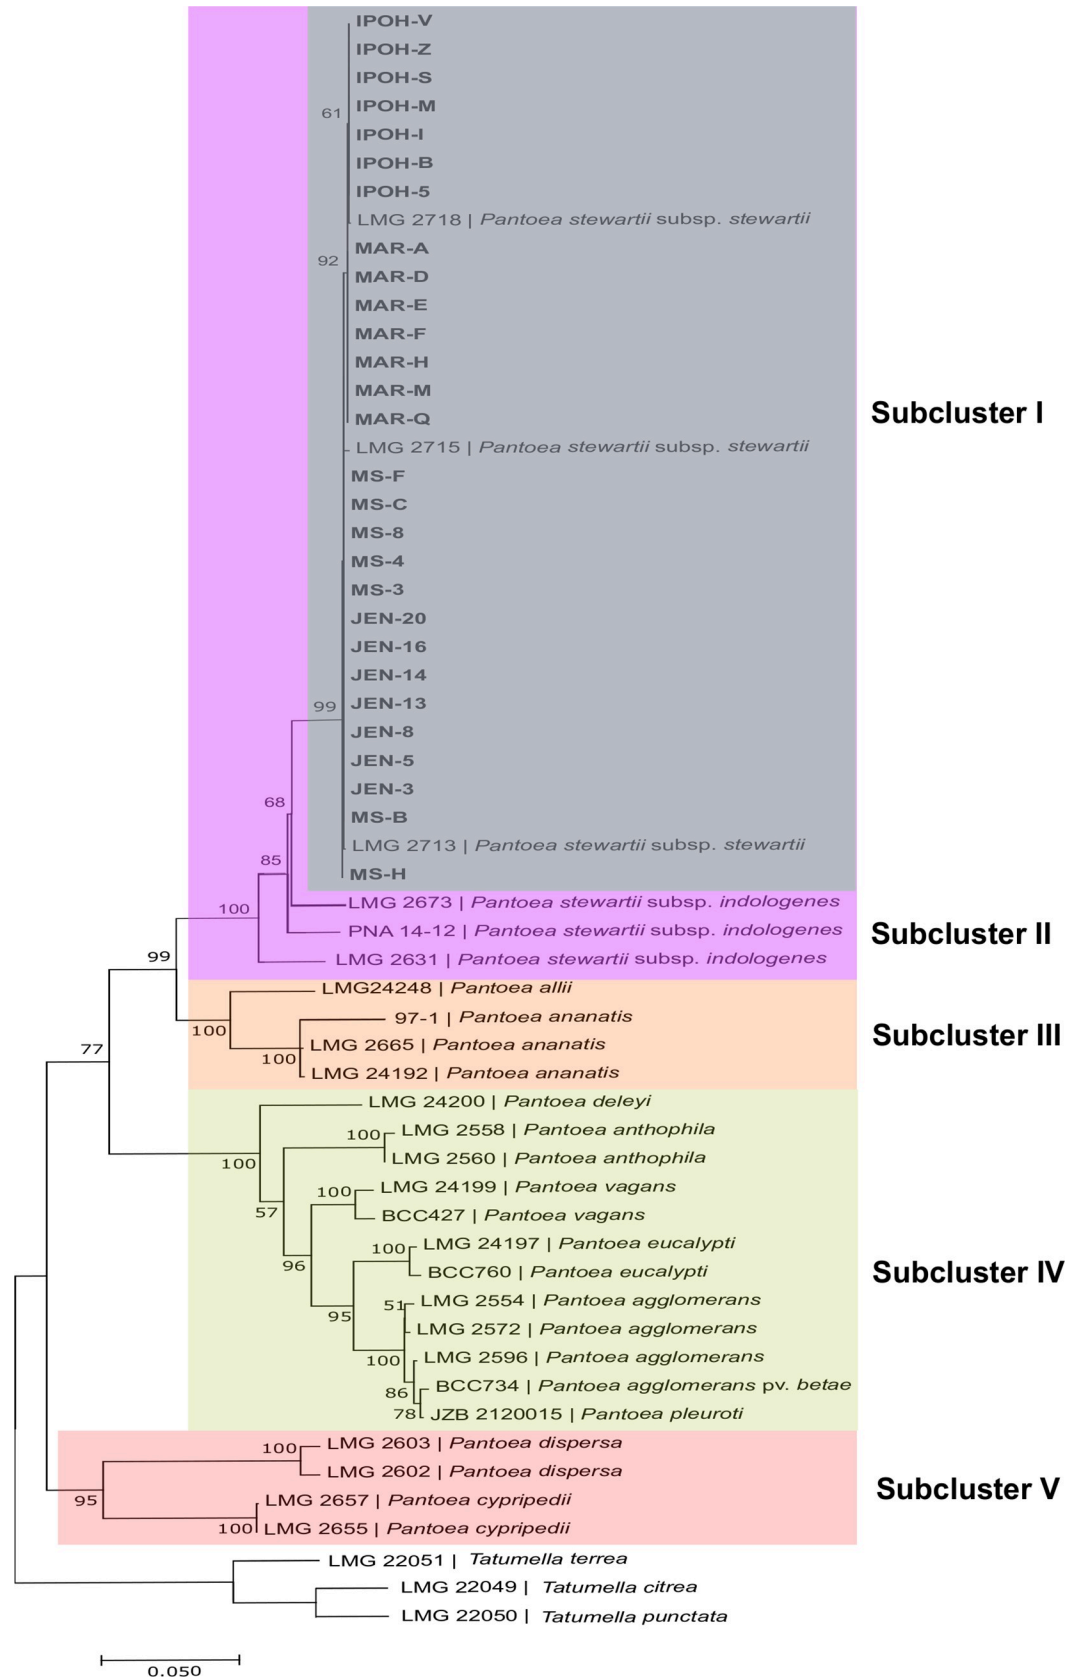 IPOH-V
IPOH-Z
IPOH-S
IPOH-M
61
IPOH-I
IPOH-B
IPOH-5
LMG 2718 | Pantoea stewartii subsp. stewartii
MAR-A
92
MAR-D
MAR-E
MAR-F
MAR-H
MAR-M
Subcluster I
MAR-Q
LMG 2715 | Pantoea stewartii subsp. stewartii
MS-F
MS-C
MS-8
MS-4
MS-3
JEN-20
JEN-16
JEN-14
99
JEN-13
JEN-8
JEN-5
JEN-3
68
MS-B
LMG 2713 | Pantoea stewartii subsp. stewartii
85
MS-H
LMG 2673 | Pantoea stewartii subsp. indologenes
100
PNA 14-12 | Pantoea stewartii subsp. indologenes
Subcluster II
99
LMG 2631 | Pantoea stewartii subsp. indologenes
LMG24248 | Pantoea allii
97-1 | Pantoea ananatis
100
Subcluster III
LMG 2665 | Pantoea ananatis
77
100
LMG 24192 | Pantoea ananatis
LMG 24200 | Pantoea deleyi
LMG 2558 | Pantoea anthophila
100
LMG 2560 | Pantoea anthophila
100
LMG 24199 | Pantoea vagans
100
57
BCC427 | Pantoea vagans
LMG 24197 | Pantoea eucalypti
100
96
BCC760 | Pantoea eucalypti
Subcluster IV
LMG 2554 | Pantoea agglomerans
51
95
LMG 2572 | Pantoea agglomerans
LMG 2596 | Pantoea agglomerans
100
BCC734 | Pantoea agglomerans pv. betae
86
JZB 2120015 | Pantoea pleuroti
78
LMG 2603 | Pantoea dispersa
100
LMG 2602 | Pantoea dispersa
Subcluster V
95
LMG 2657 | Pantoea cypripedii
LMG 2655 | Pantoea cypripedii
100
LMG 22051 | Tatumella terrea
LMG 22049 | Tatumella citrea
LMG 22050 | Tatumella punctata
0.050